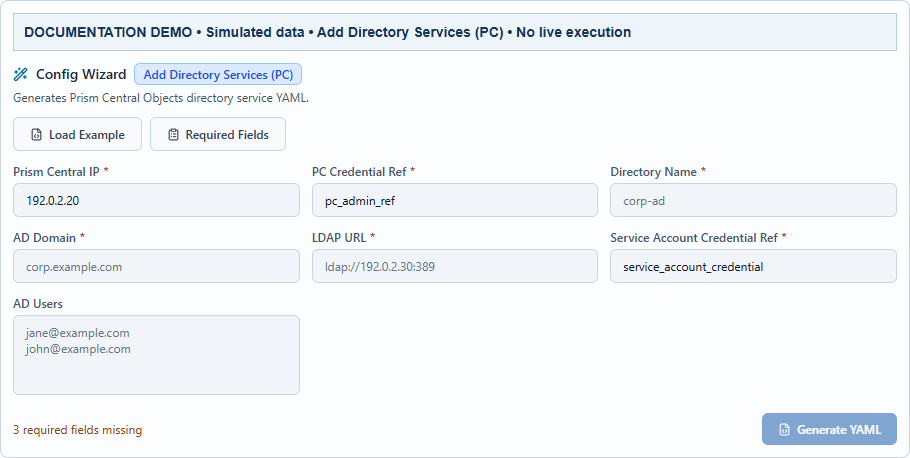 DOCUMENTATION DEMO • Simulated data • Add Directory Services (PC) • No live execution
Config Wizard Add Directory Services (PC)
Generates Prism Central Objects directory service YAML.
Load Example Required Fields
Prism Central IP * PC Credential Ref * Directory Name *
192.0.2.20 pc_admin_ref corp-ad
AD Domain * LDAP URL * Service Account Credential Ref *
corp.example.com ldap://192.0.2.30:389 service_account_credential
AD Users
jane@example.com
john@example.com
3 required fields missing Generate YAML